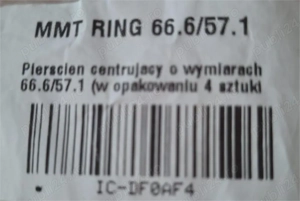 MMT RING 66.6/57.1
Pierscien centrujacy o wymiarach
66.6/57.1 (w opakowaniu 4 sztuki
IC-DF0AF4